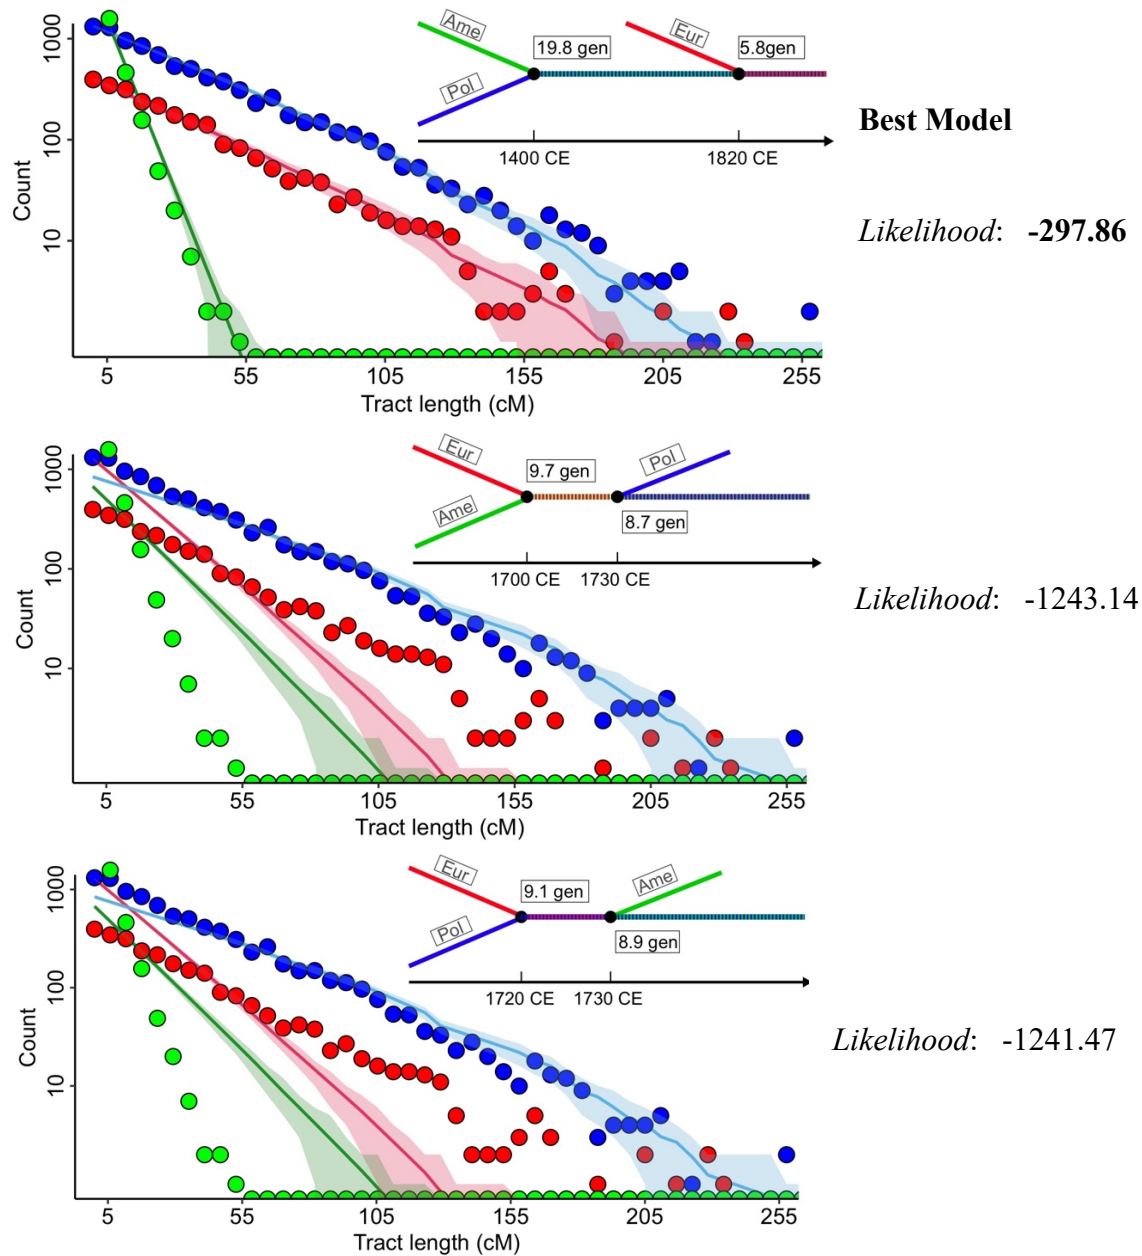 1000
100
10
Count
5 55 105 155 205 255
Tract length (cM)
Ame
Pol
19.8 gen
Eur
5.8gen
1400 CE 1820 CE
Best Model
Likelihood: -297.86
1000
100
10
Count
5 55 105 155 205 255
Tract length (cM)
Eur
Ame
9.7 gen
Pol
8.7 gen
1700 CE 1730 CE
Likelihood: -1243.14
1000
100
10
Count
5 55 105 155 205 255
Tract length (cM)
Eur
Pol
9.1 gen
Ame
8.9 gen
1720 CE 1730 CE
Likelihood: -1241.47